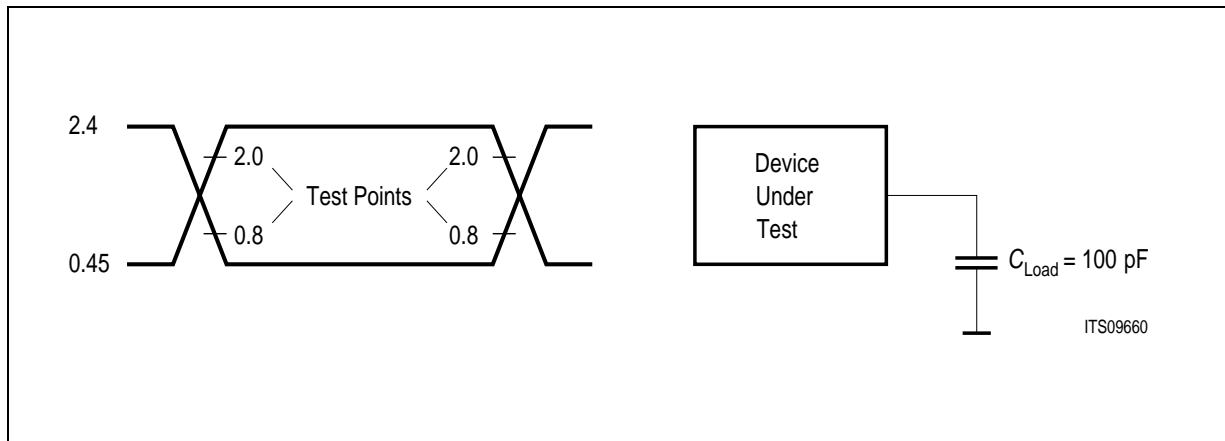 2.4
2.0
2.0
Test Points
0.8
0.8
0.45
Device
Under
Test
C_Load = 100 pF
ITS09660